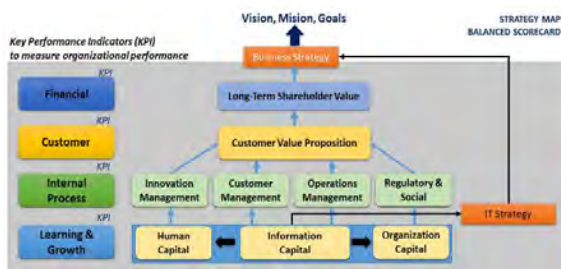 Vision, Mision, Goals
STRATEGY MAP
BALANCED SCORECARD
Key Performance Indicators (KPI)
to measure organizational performance
Business Strategy
KPI
Financial
Long-Term Shareholder Value
KPI
Customer
Customer Value Proposition
KPI
Internal
Process
Innovation
Management
Customer
Management
Operations
Management
Regulatory &
Social
IT Strategy
KPI
Learning &
Growth
Human
Capital
Information
Capital
Organization
Capital